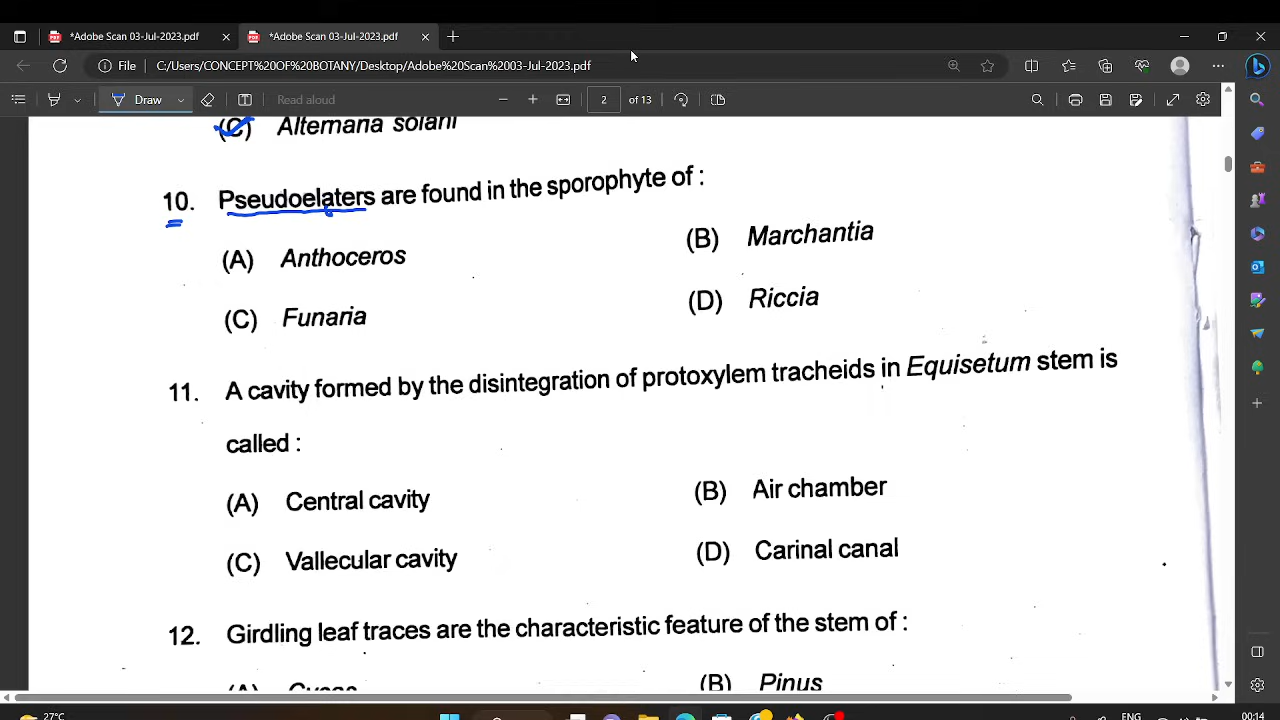 *Adobe Scan 03-Jul-2023.pdf
*Adobe Scan 03-Jul-2023.pdf
File
C:/Users/CONCEPT%20OF%20BOTANY/Desktop/Adobe%20Scan%2003-Jul-2023.pdf
Draw
Read aloud
2 of 13
(C) Alternaria solani
10. Pseudoelaters are found in the sporophyte of :
(A) Anthoceros (B) Marchantia
(C) Funaria (D) Riccia
11. A cavity formed by the disintegration of protoxylem tracheids in Equisetum stem is
called :
(A) Central cavity (B) Air chamber
(C) Vallecular cavity (D) Carinal canal
12. Girdling leaf traces are the characteristic feature of the stem of :
(A) Cycas (B) Pinus
27°C
ENG
00:14